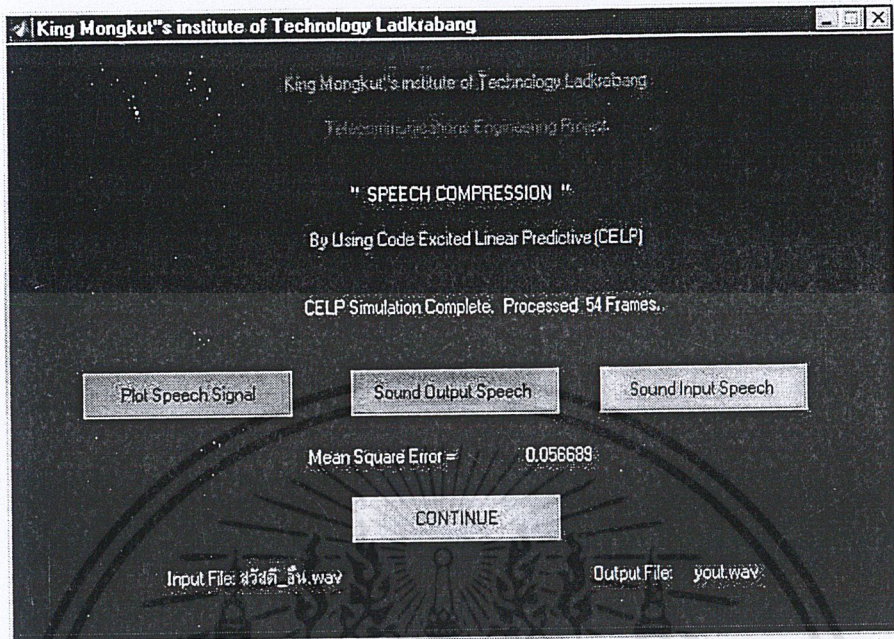 King Mongkut"s institute of Technology Ladkrabang
King Mongkut"s institute of Technology Ladkrabang
Telecommunications Engineering Project
" SPEECH COMPRESSION "
By Using Code Excited Linear Predictive (CELP)
CELP Simulation Complete. Processed 54 Frames.
Plot Speech Signal Sound Output Speech Sound Input Speech
Mean Square Error = 0.056689
CONTINUE
Input File: สวัสดี_อั๋น.wav Output File: yout.wav